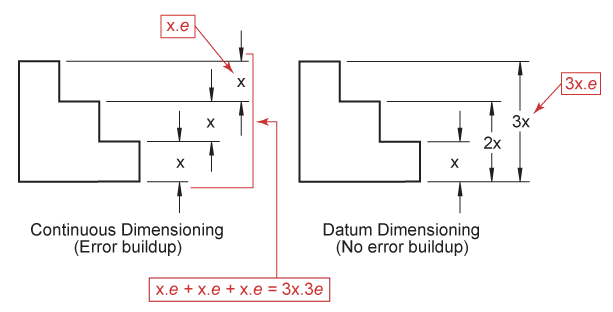 x.e
x
x
x
Continuous Dimensioning
(Error buildup)
x.e + x.e + x.e = 3x.3e
3x.e
3x
2x
x
Datum Dimensioning
(No error buildup)